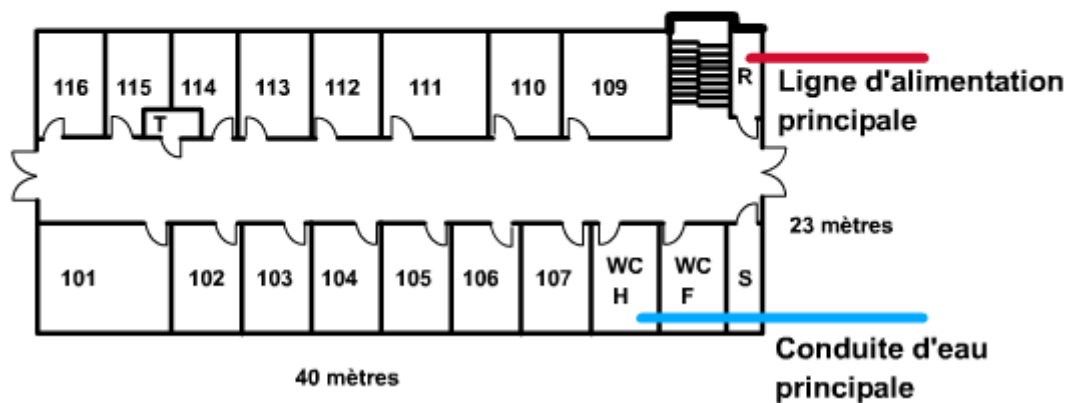 116
115
114
113
112
111
110
109
R
T
Ligne d'alimentation
principale
23 mètres
101
102
103
104
105
106
107
WC
H
WC
F
S
Conduite d'eau
principale
40 mètres